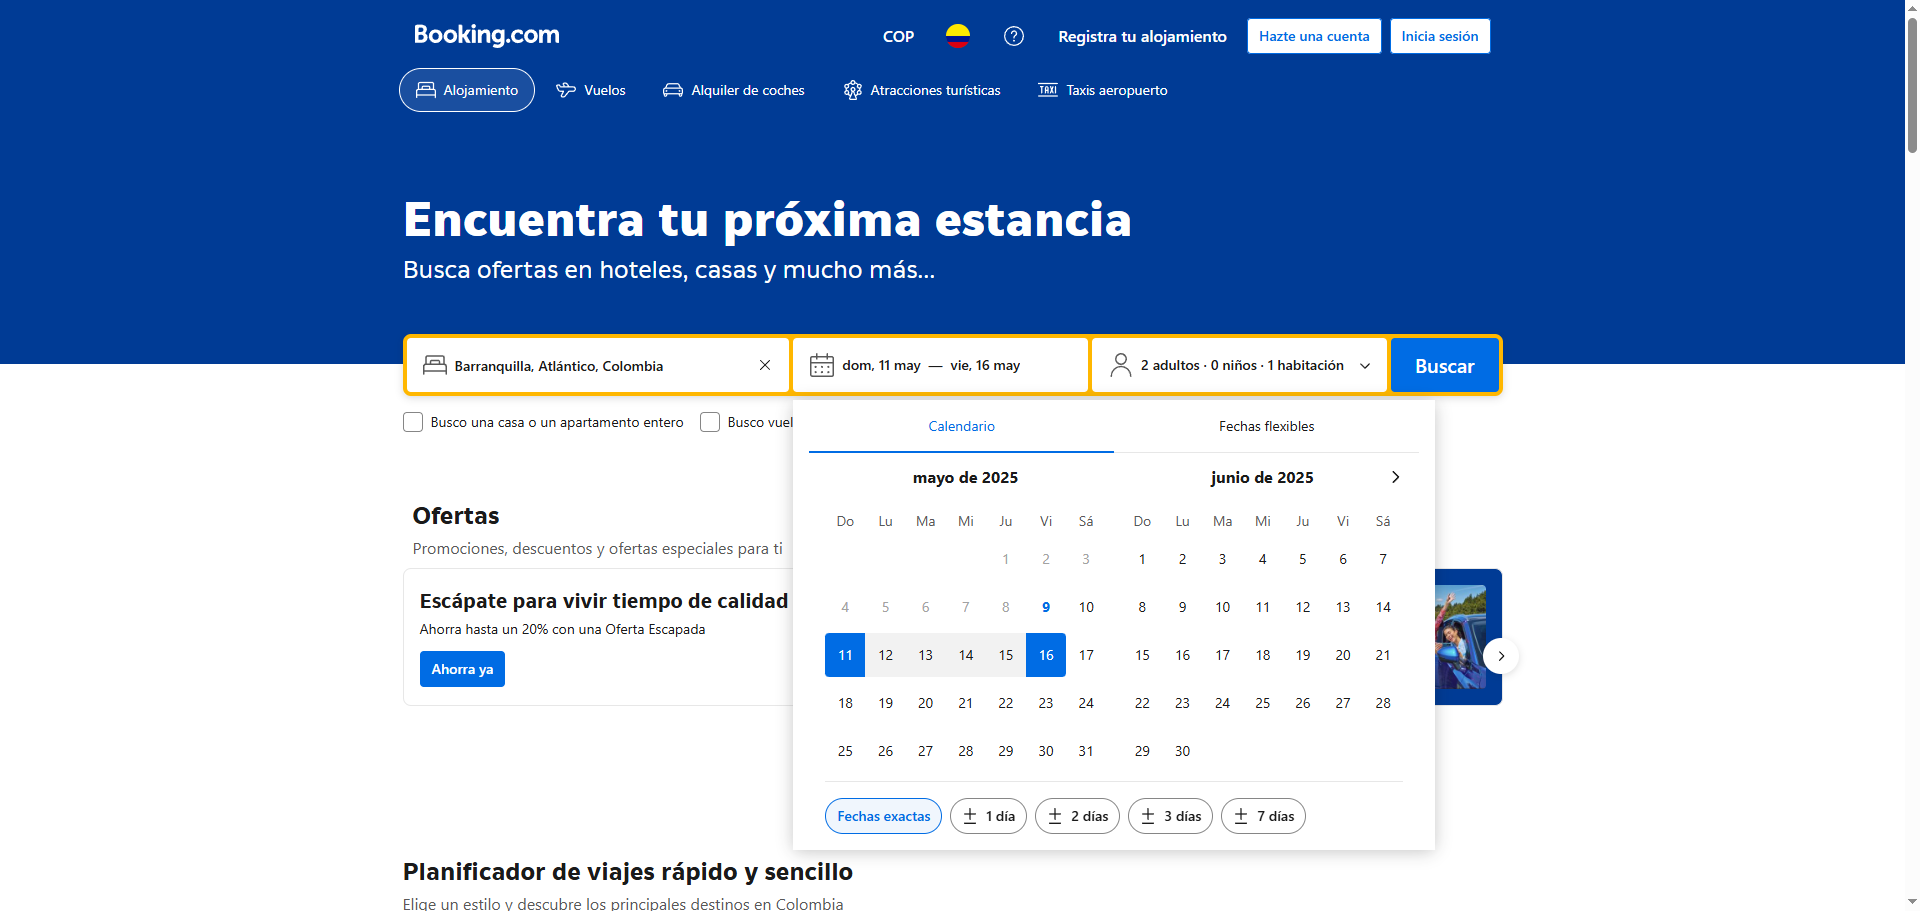 Booking.com
COP
Registra tu alojamiento
Hazte una cuenta
Inicia sesión
Alojamiento
Vuelos
Alquiler de coches
Atracciones turísticas
TAXI
Taxis aeropuerto
Encuentra tu próxima estancia
Busca ofertas en hoteles, casas y mucho más...
Barranquilla, Atlántico, Colombia
dom, 11 may — vie, 16 may
2 adultos · 0 niños · 1 habitación
Buscar
Busco una casa o un apartamento entero
Busco vuel
Calendario
Fechas flexibles
mayo de 2025
Do Lu Ma Mi Ju Vi Sá
1 2 3
4 5 6 7 8 9 10
11 12 13 14 15 16 17
18 19 20 21 22 23 24
25 26 27 28 29 30 31
junio de 2025
Do Lu Ma Mi Ju Vi Sá
1 2 3 4 5 6 7
8 9 10 11 12 13 14
15 16 17 18 19 20 21
22 23 24 25 26 27 28
29 30
Fechas exactas
± 1 día
± 2 días
± 3 días
± 7 días
Ofertas
Promociones, descuentos y ofertas especiales para ti
Escápate para vivir tiempo de calidad
Ahorra hasta un 20% con una Oferta Escapada
Ahorra ya
Planificador de viajes rápido y sencillo
Elige un estilo y descubre los principales destinos en Colombia